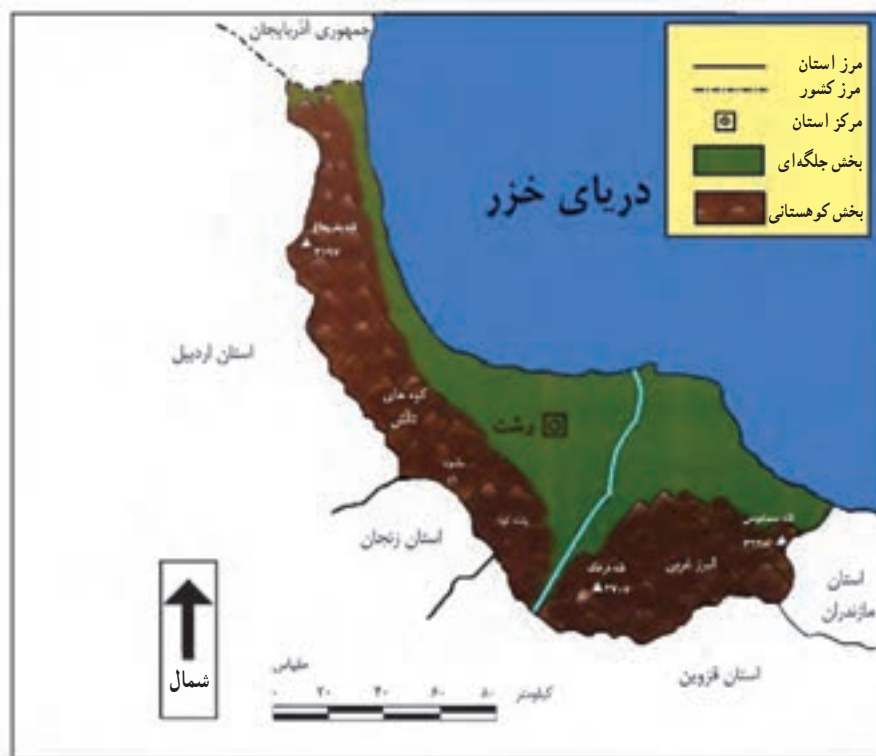 جمهوری آذربایجان
مرز استان
مرز کشور
مرکز استان
بخش جلگه‌ای
بخش کوهستانی
دریای خزر
استان اردبیل
کوه های
تالش
رشت
استان زنجان
البرز غربی
استان
مازندران
استان قزوین
شمال
مقیاس
۰ ۲۰ ۴۰ ۶۰ ۸۰
کیلومتر